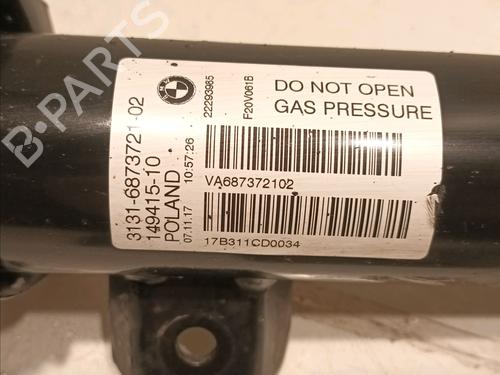 3131-6873721-02
149415-10
POLAND
07.11.17 10:57:26
22293985
F20V061B
DO NOT OPEN
GAS PRESSURE
VA687372102
17B311CD0034
B-PARTS